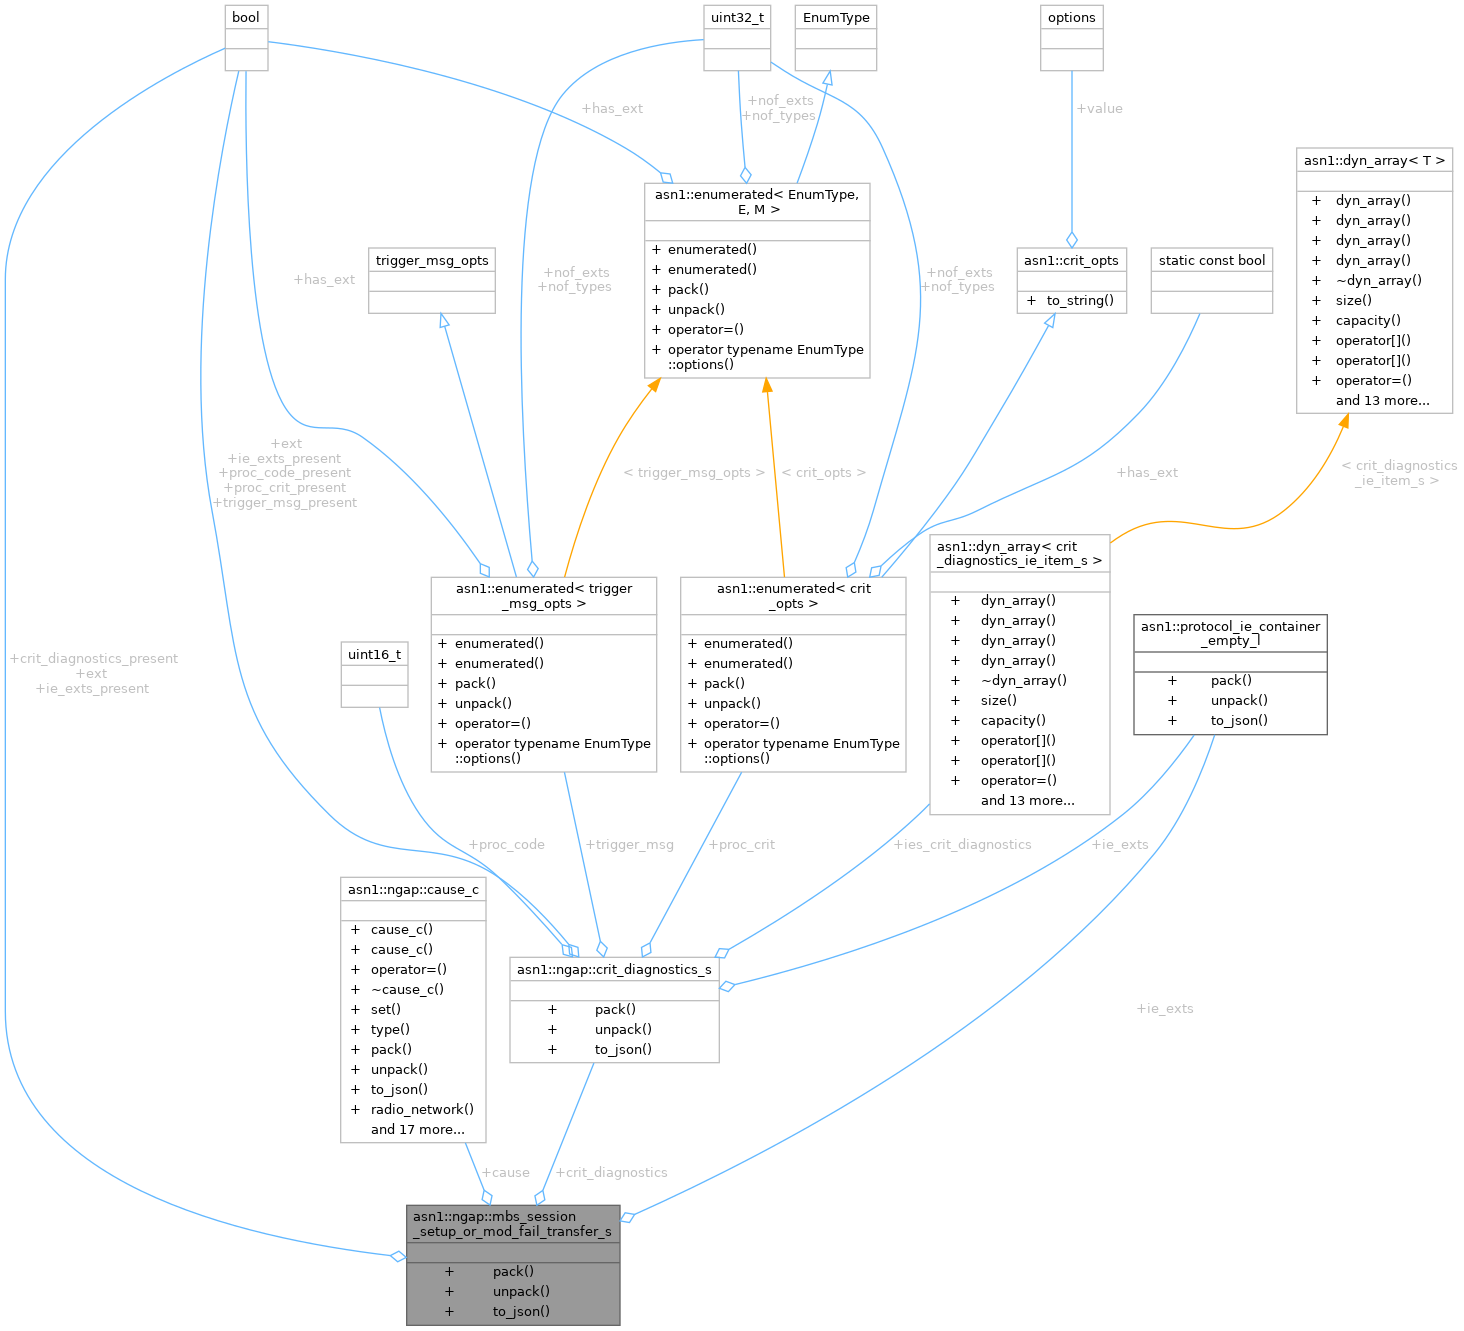 bool
uint32_t
EnumType
options
+has_ext
+nof_exts
+nof_types
+value
asn1::dyn_array< T >
+ dyn_array()
+ dyn_array()
+ dyn_array()
+ dyn_array()
+ ~dyn_array()
+ size()
+ capacity()
+ operator[]()
+ operator[]()
+ operator=()
and 13 more...
asn1::enumerated< EnumType,
E, M >
+ enumerated()
+ enumerated()
+ pack()
+ unpack()
+ operator=()
+ operator typename EnumType
::options()
trigger_msg_opts
asn1::crit_opts
+ to_string()
static const bool
+has_ext
+nof_exts
+nof_types
+nof_exts
+nof_types
+ext
+ie_exts_present
+proc_code_present
+proc_crit_present
+trigger_msg_present
< trigger_msg_opts >
< crit_opts >
+has_ext
< crit_diagnostics
_ie_item_s >
asn1::enumerated< trigger
_msg_opts >
+ enumerated()
+ enumerated()
+ pack()
+ unpack()
+ operator=()
+ operator typename EnumType
::options()
asn1::enumerated< crit
_opts >
+ enumerated()
+ enumerated()
+ pack()
+ unpack()
+ operator=()
+ operator typename EnumType
::options()
asn1::dyn_array< crit
_diagnostics_ie_item_s >
+ dyn_array()
+ dyn_array()
+ dyn_array()
+ dyn_array()
+ ~dyn_array()
+ size()
+ capacity()
+ operator[]()
+ operator[]()
+ operator=()
and 13 more...
asn1::protocol_ie_container
_empty_l
+ pack()
+ unpack()
+ to_json()
uint16_t
+crit_diagnostics_present
+ext
+ie_exts_present
+proc_code
+trigger_msg
+proc_crit
+ies_crit_diagnostics
+ie_exts
asn1::ngap::cause_c
+ cause_c()
+ cause_c()
+ operator=()
+ ~cause_c()
+ set()
+ type()
+ pack()
+ unpack()
+ to_json()
+ radio_network()
and 17 more...
asn1::ngap::crit_diagnostics_s
+ pack()
+ unpack()
+ to_json()
+ie_exts
+cause
+crit_diagnostics
asn1::ngap::mbs_session
_setup_or_mod_fail_transfer_s
+ pack()
+ unpack()
+ to_json()